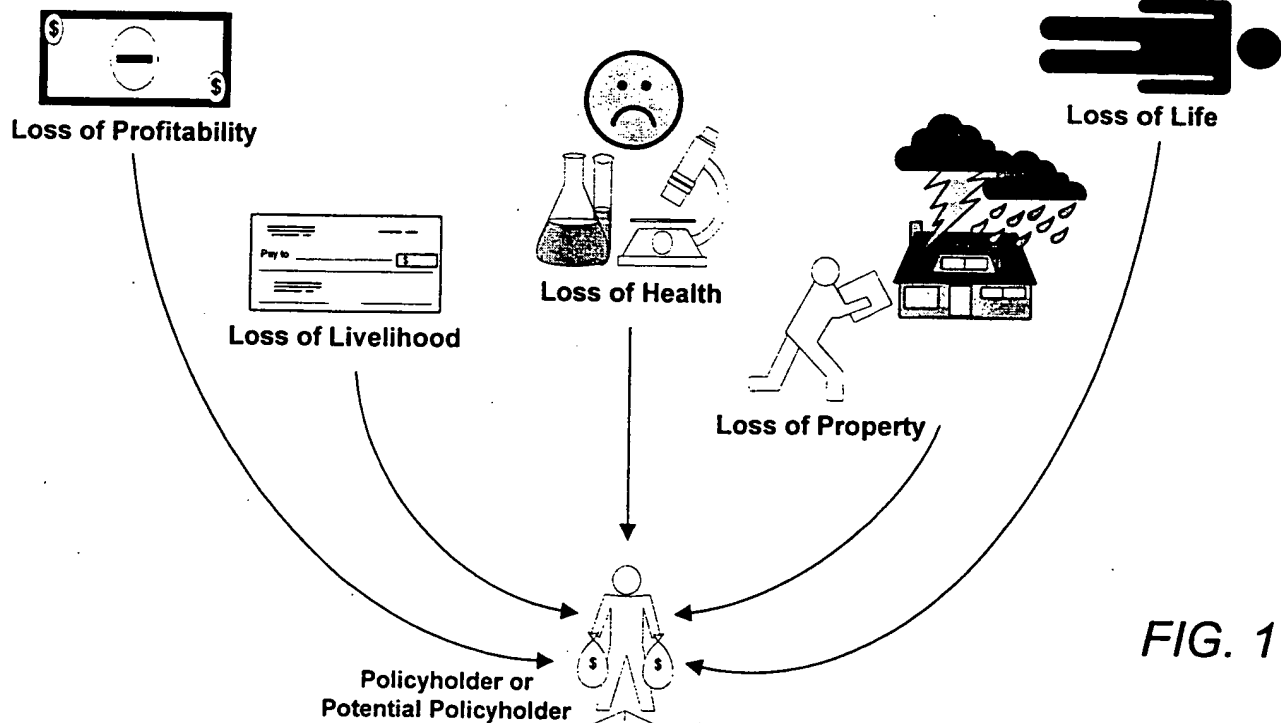 $
$
Loss of Profitability
Pay to
$
Loss of Livelihood
Loss of Health
Loss of Property
Loss of Life
$
$
Policyholder or
Potential Policyholder
FIG. 1